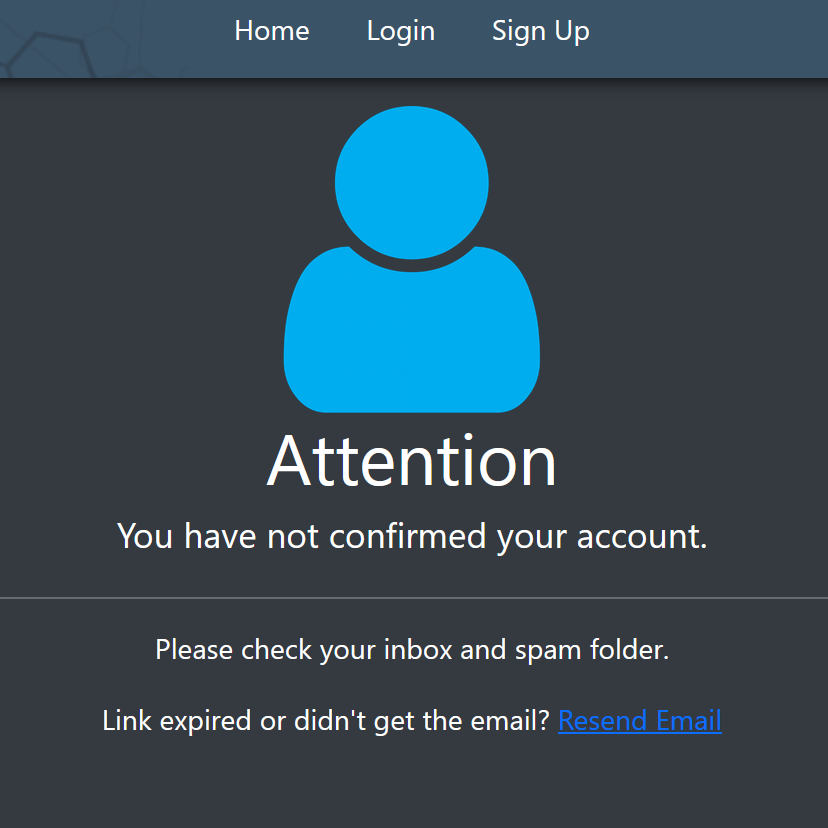 Home Login Sign Up
Attention
You have not confirmed your account.
Please check your inbox and spam folder.
Link expired or didn't get the email? Resend Email